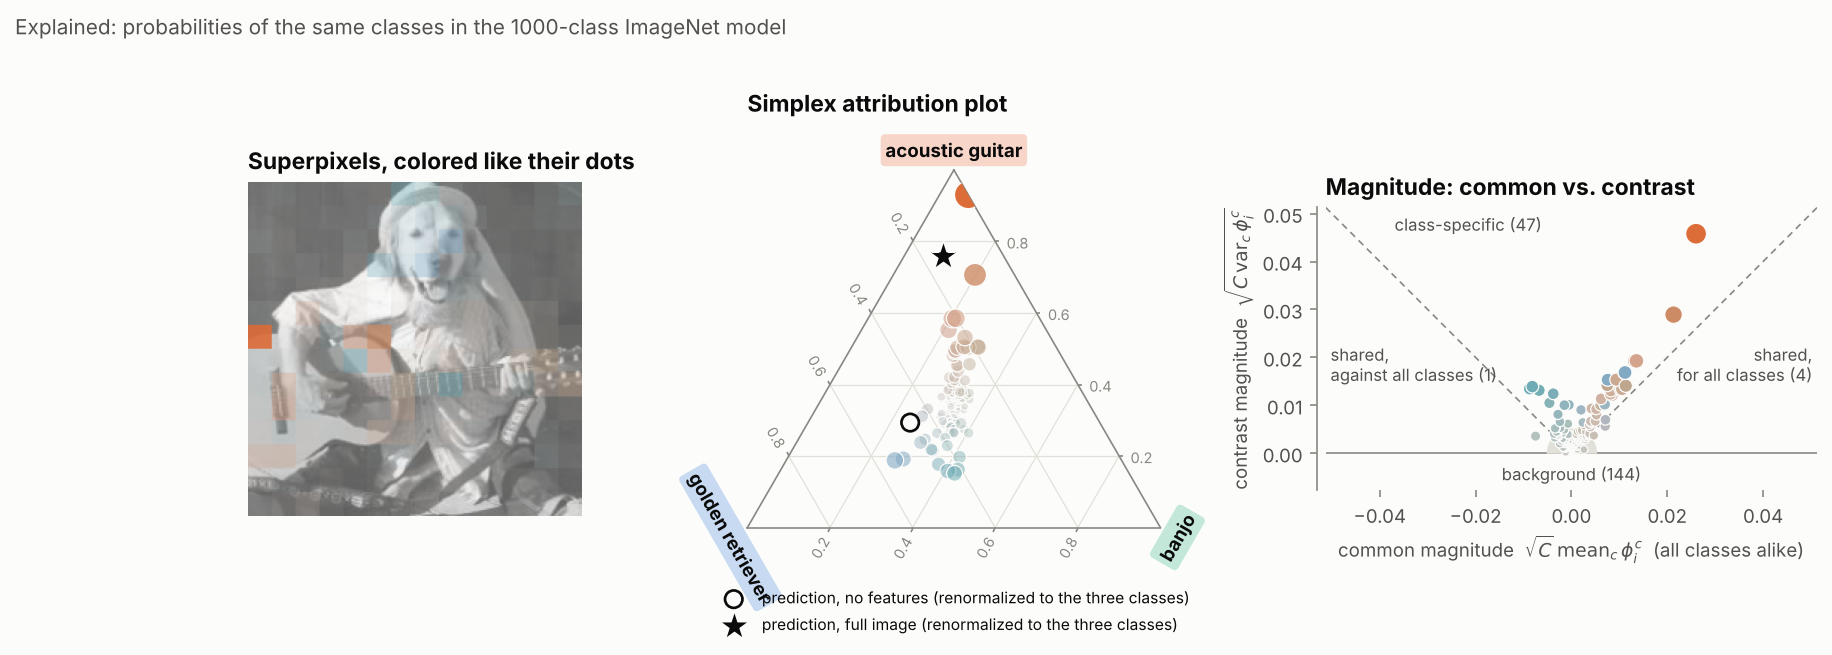 Explained: probabilities of the same classes in the 1000-class ImageNet model
Superpixels, colored like their dots
Simplex attribution plot
acoustic guitar
0.2
0.4
0.6
0.8
0.8
0.6
0.4
0.2
golden retriever
0.2
0.4
0.6
0.8
banjo
prediction, no features (renormalized to the three classes)
prediction, full image (renormalized to the three classes)
Magnitude: common vs. contrast
contrast magnitude √C var_c ϕ_i^c
0.05
0.04
0.03
0.02
0.01
0.00
class-specific (47)
shared,
against all classes (1)
shared,
for all classes (4)
background (144)
−0.04
−0.02
0.00
0.02
0.04
common magnitude √C mean_c ϕ_i^c (all classes alike)